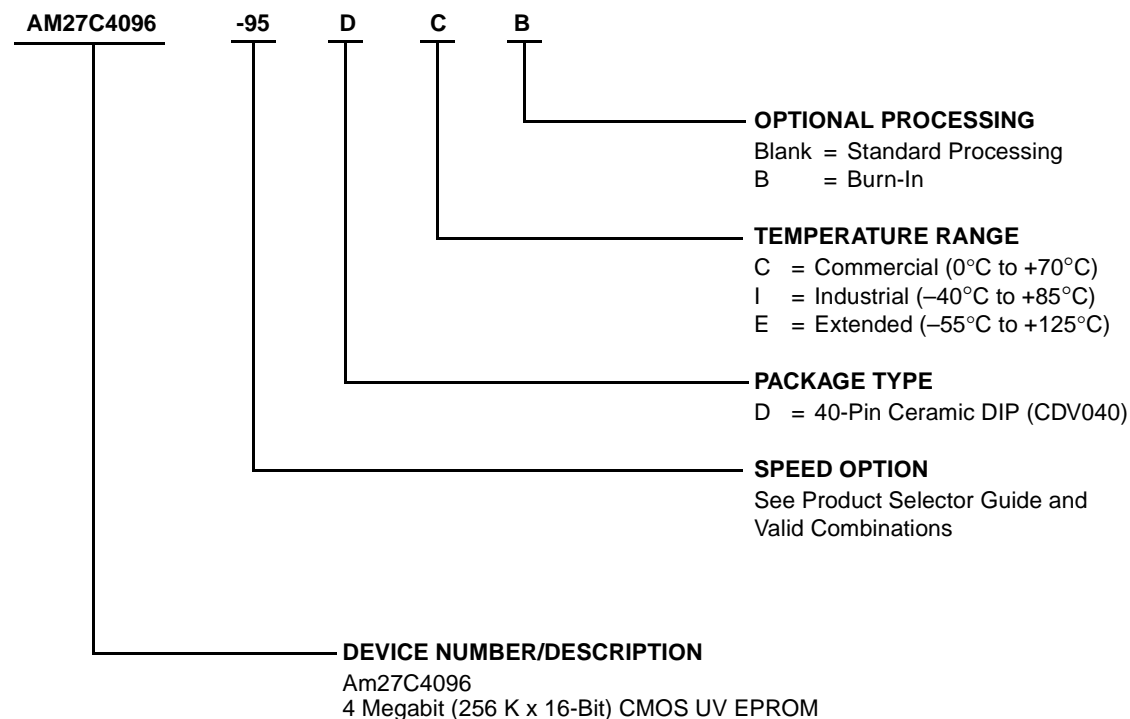 AM27C4096 -95 D C B
OPTIONAL PROCESSING
Blank = Standard Processing
B = Burn-In
TEMPERATURE RANGE
C = Commercial (0°C to +70°C)
I = Industrial (–40°C to +85°C)
E = Extended (–55°C to +125°C)
PACKAGE TYPE
D = 40-Pin Ceramic DIP (CDV040)
SPEED OPTION
See Product Selector Guide and
Valid Combinations
DEVICE NUMBER/DESCRIPTION
Am27C4096
4 Megabit (256 K x 16-Bit) CMOS UV EPROM